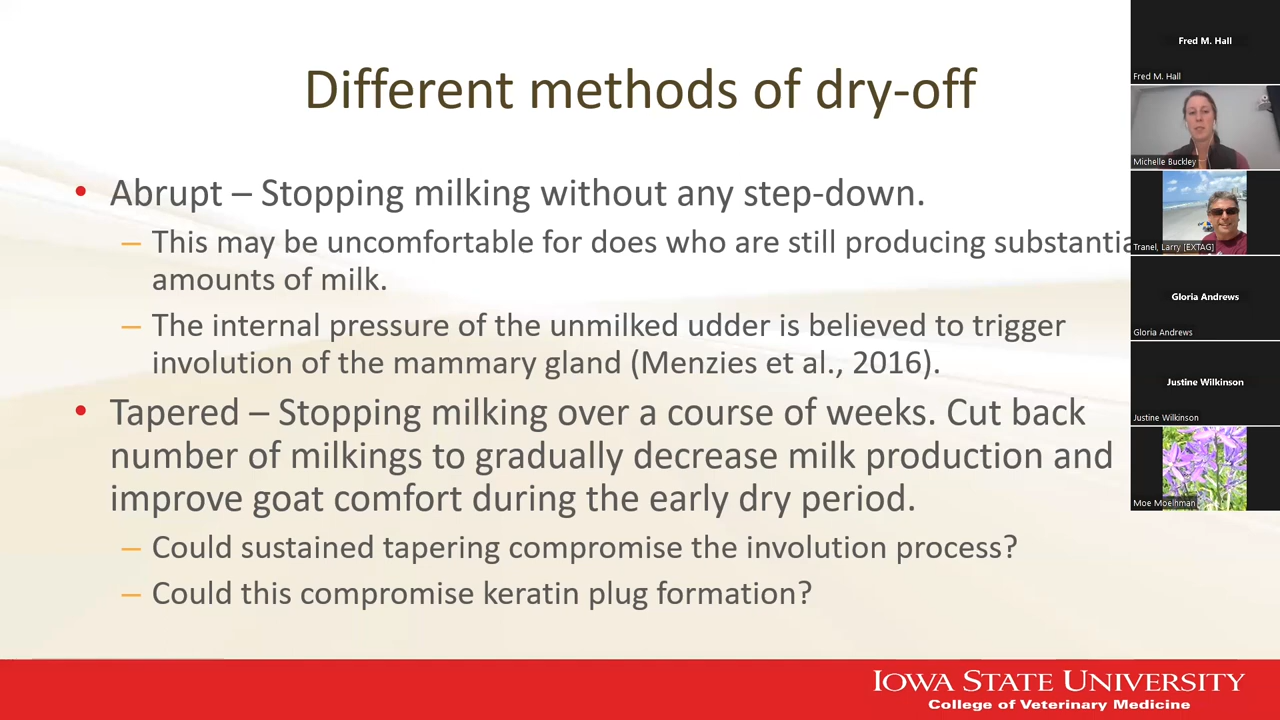 Different methods of dry-off
• Abrupt – Stopping milking without any step-down.
– This may be uncomfortable for does who are still producing substantia
amounts of milk.
– The internal pressure of the unmilked udder is believed to trigger
involution of the mammary gland (Menzies et al., 2016).
• Tapered – Stopping milking over a course of weeks. Cut back
number of milkings to gradually decrease milk production and
improve goat comfort during the early dry period.
– Could sustained tapering compromise the involution process?
– Could this compromise keratin plug formation?
IOWA STATE UNIVERSITY
College of Veterinary Medicine
Fred M. Hall
Fred M. Hall
Michelle Buckley
Tranel, Larry [EXTAG]
Gloria Andrews
Gloria Andrews
Justine Wilkinson
Justine Wilkinson
Moe Moelhman